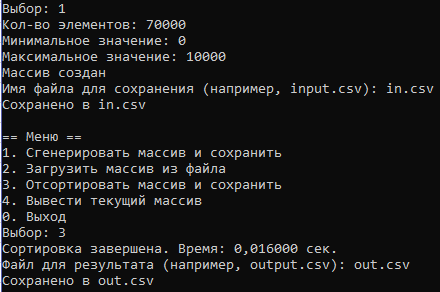 Выбор: 1
Кол-во элементов: 70000
Минимальное значение: 0
Максимальное значение: 10000
Массив создан
Имя файла для сохранения (например, input.csv): in.csv
Сохранено в in.csv
== Меню ==
1. Сгенерировать массив и сохранить
2. Загрузить массив из файла
3. Отсортировать массив и сохранить
4. Вывести текущий массив
0. Выход
Выбор: 3
Сортировка завершена. Время: 0,016000 сек.
Файл для результата (например, output.csv): out.csv
Сохранено в out.csv